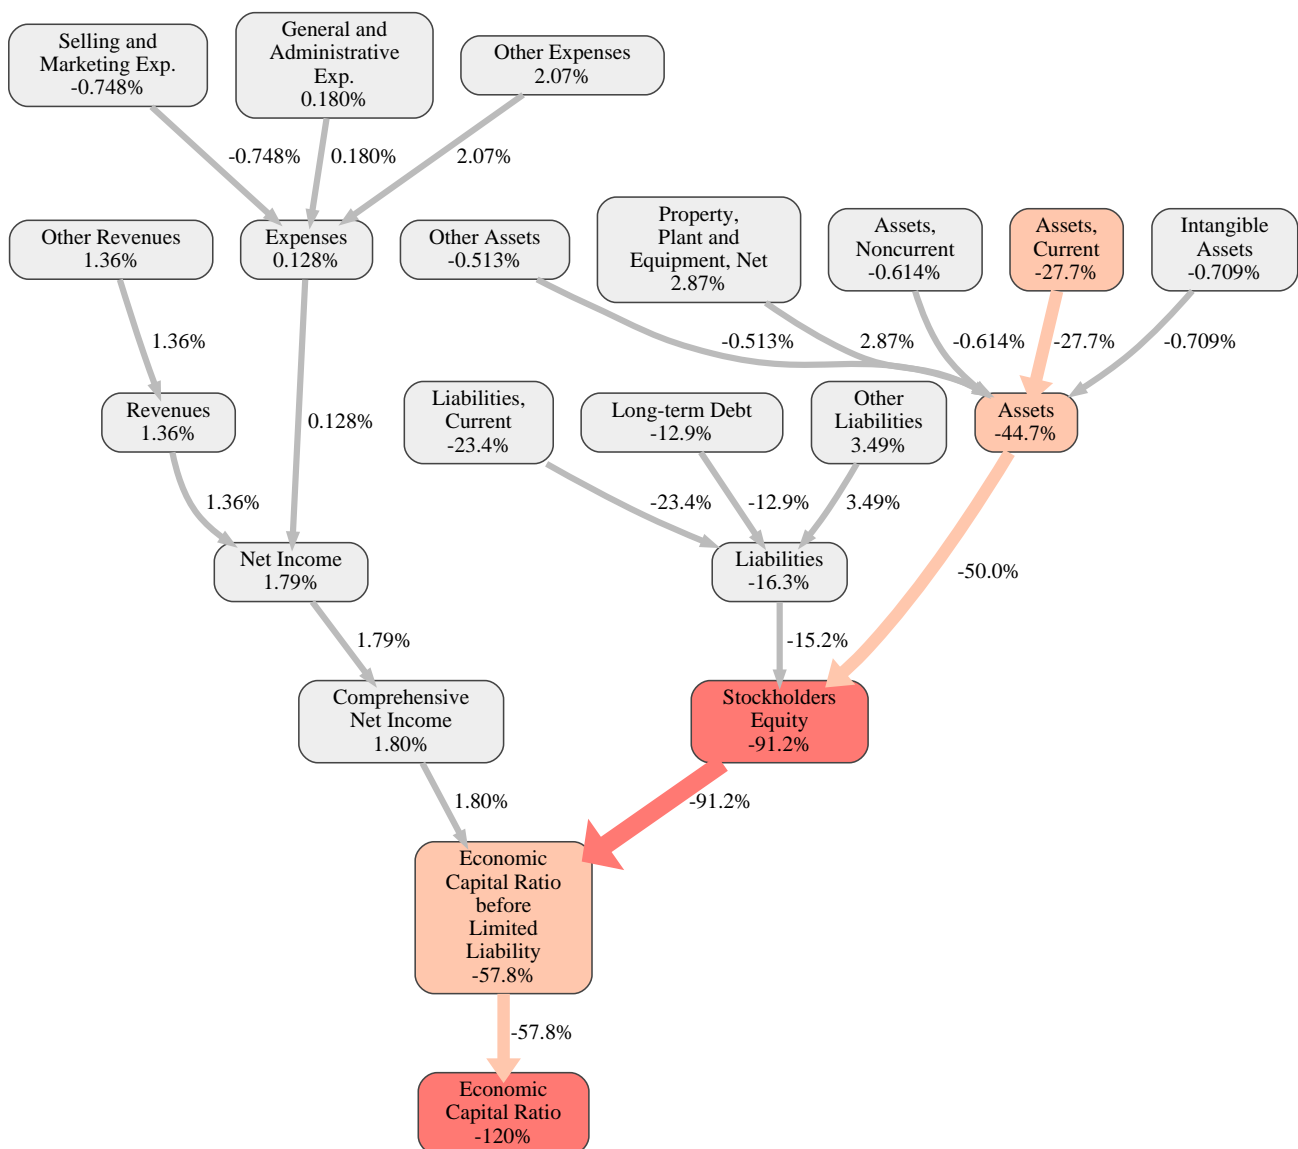 Selling and
Marketing Exp.
-0.748%
General and
Administrative
Exp.
0.180%
Other Expenses
2.07%
-0.748%
0.180%
2.07%
Other Revenues
1.36%
Expenses
0.128%
Other Assets
-0.513%
Property,
Plant and
Equipment, Net
2.87%
Assets,
Noncurrent
-0.614%
Assets,
Current
-27.7%
Intangible
Assets
-0.709%
1.36%
-0.513%
2.87%
-0.614%
-27.7%
-0.709%
Revenues
1.36%
0.128%
Liabilities,
Current
-23.4%
Long-term Debt
-12.9%
Other
Liabilities
3.49%
Assets
-44.7%
1.36%
-23.4%
-12.9%
3.49%
Net Income
1.79%
Liabilities
-16.3%
-50.0%
1.79%
-15.2%
Comprehensive
Net Income
1.80%
Stockholders
Equity
-91.2%
1.80%
-91.2%
Economic
Capital Ratio
before
Limited
Liability
-57.8%
-57.8%
Economic
Capital Ratio
-120%